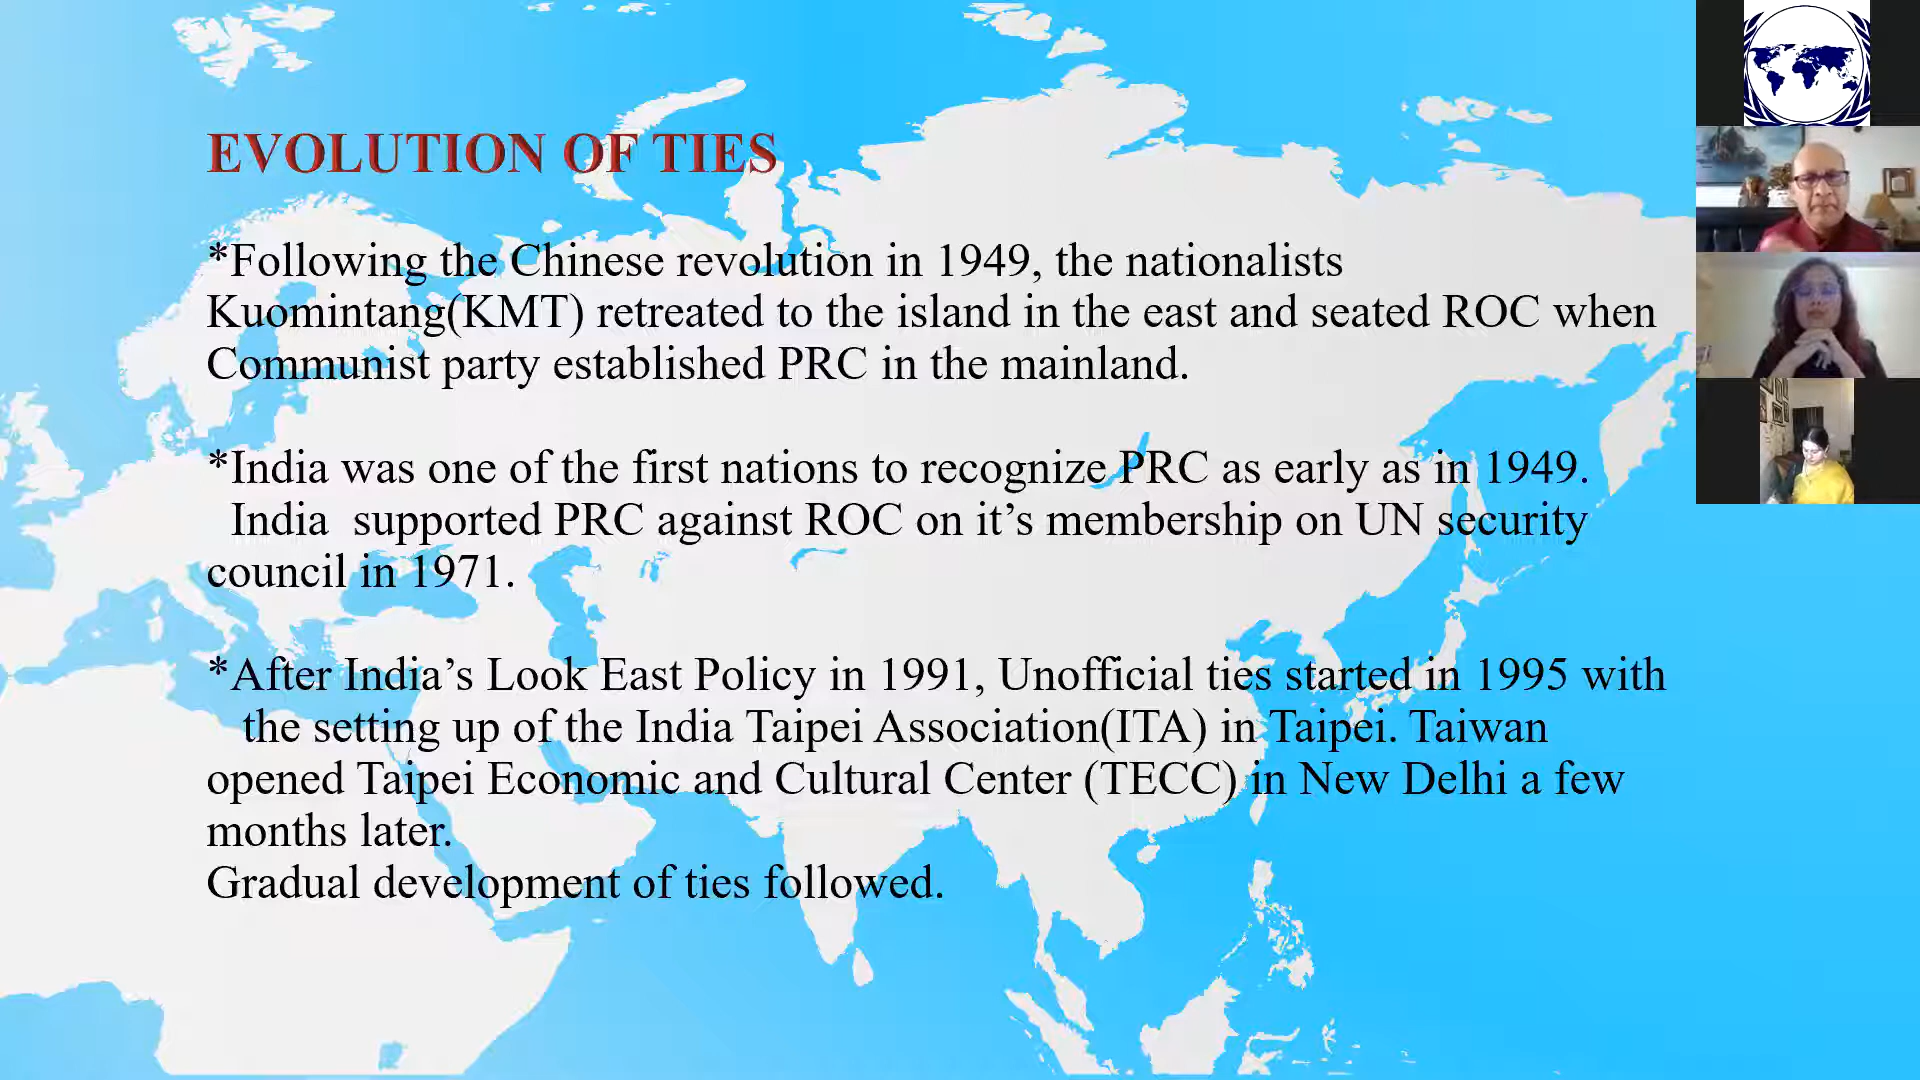 EVOLUTION OF TIES
*Following the Chinese revolution in 1949, the nationalists
Kuomintang(KMT) retreated to the island in the east and seated ROC when
Communist party established PRC in the mainland.
*India was one of the first nations to recognize PRC as early as in 1949.
India supported PRC against ROC on it’s membership on UN security
council in 1971.
*After India’s Look East Policy in 1991, Unofficial ties started in 1995 with
the setting up of the India Taipei Association(ITA) in Taipei. Taiwan
opened Taipei Economic and Cultural Center (TECC) in New Delhi a few
months later.
Gradual development of ties followed.